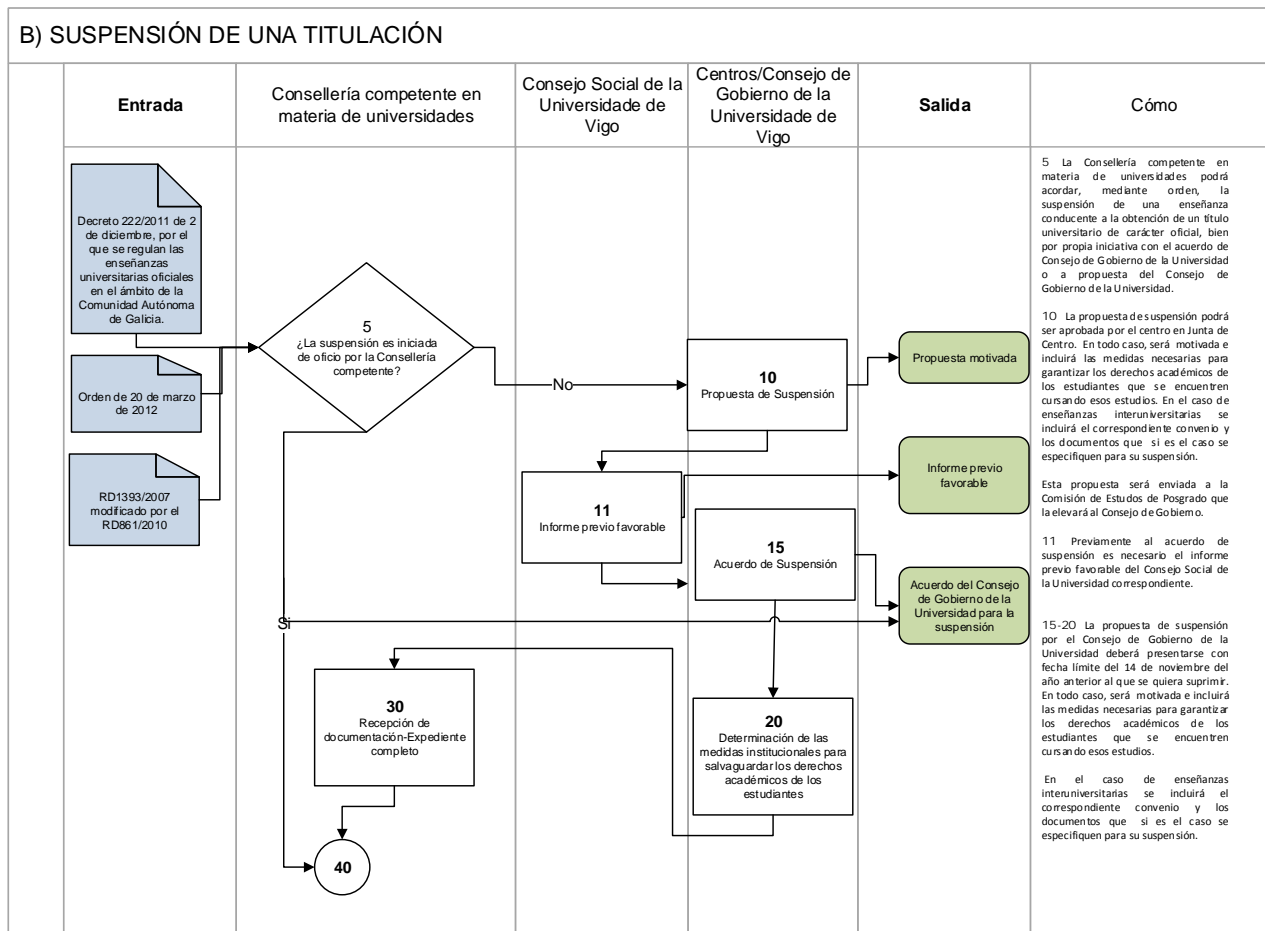 B) SUSPENSIÓN DE UNA TITULACIÓN
Entrada
Consellería competente en
materia de universidades
Consejo Social de la
Universidade de
Vigo
Centros/Consejo de
Gobierno de la
Universidade de
Vigo
Salida
Cómo
Decreto 222/2011 de 2
de diciembre, por el
que se regulan las
enseñanzas
universitarias oficiales
en el ámbito de la
Comunidad Autónoma
de Galicia.
Orden de 20 de marzo
de 2012
RD1393/2007
modificado por el
RD861/2010
5
¿La suspensión es iniciada
de oficio por la Consellería
competente?
No
Si
10
Propuesta de Suspensión
11
Informe previo favorable
15
Acuerdo de Suspensión
20
Determinación de las
medidas institucionales para
salvaguardar los derechos
académicos de los
estudiantes
30
Recepción de
documentación-Expediente
completo
40
Propuesta motivada
Informe previo
favorable
Acuerdo del Consejo
de Gobierno de la
Universidad para la
suspensión
5 La Consellería competente en
materia de universidades podrá
acordar, mediante orden, la
suspensión de una enseñanza
conducente a la obtención de un título
universitario de carácter oficial, bien
por propia iniciativa con el acuerdo de
Consejo de Gobierno de la Universidad
o a propuesta del Consejo de
Gobierno de la Universidad.
10 La propuesta de suspensión podrá
ser aprobada por el centro en Junta de
Centro. En todo caso, será motivada e
incluirá las medidas necesarias para
garantizar los derechos académicos de
los estudiantes que se encuentren
cursando esos estudios. En el caso de
enseñanzas interuniversitarias se
incluirá el correspondiente convenio y
los documentos que si es el caso se
especifiquen para su suspensión.
Esta propuesta será enviada a la
Comisión de Estudos de Posgrado que
la elevará al Consejo de Gobierno.
11 Previamente al acuerdo de
suspensión es necesario el informe
previo favorable del Consejo Social de
la Universidad correspondiente.
15-20 La propuesta de suspensión
por el Consejo de Gobierno de la
Universidad deberá presentarse con
fecha límite del 14 de noviembre del
año anterior al que se quiera suprimir.
En todo caso, será motivada e incluirá
las medidas necesarias para garantizar
los derechos académicos de los
estudiantes que se encuentren
cursando esos estudios.
En el caso de enseñanzas
interuniversitarias se incluirá el
correspondiente convenio y los
documentos que si es el caso se
especifiquen para su suspensión.